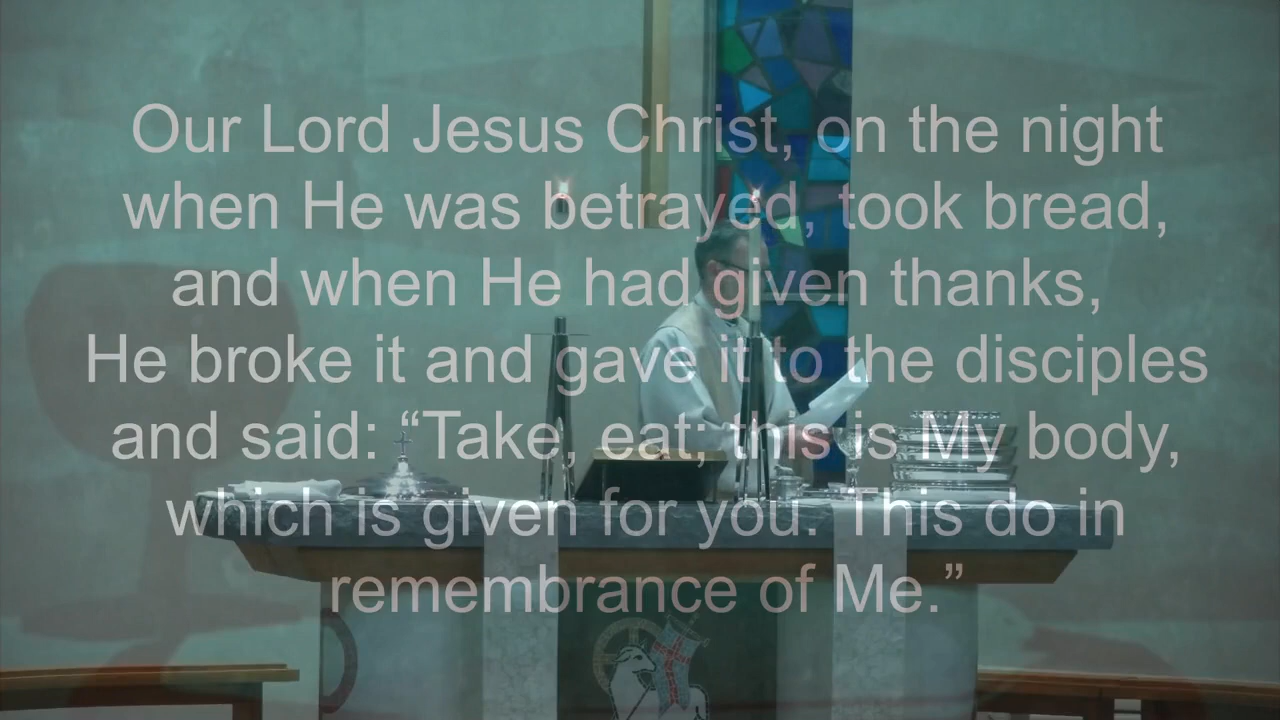 Our Lord Jesus Christ, on the night
when He was betrayed, took bread,
and when He had given thanks,
He broke it and gave it to the disciples
and said: “Take, eat; this is My body,
which is given for you. This do in
remembrance of Me.”